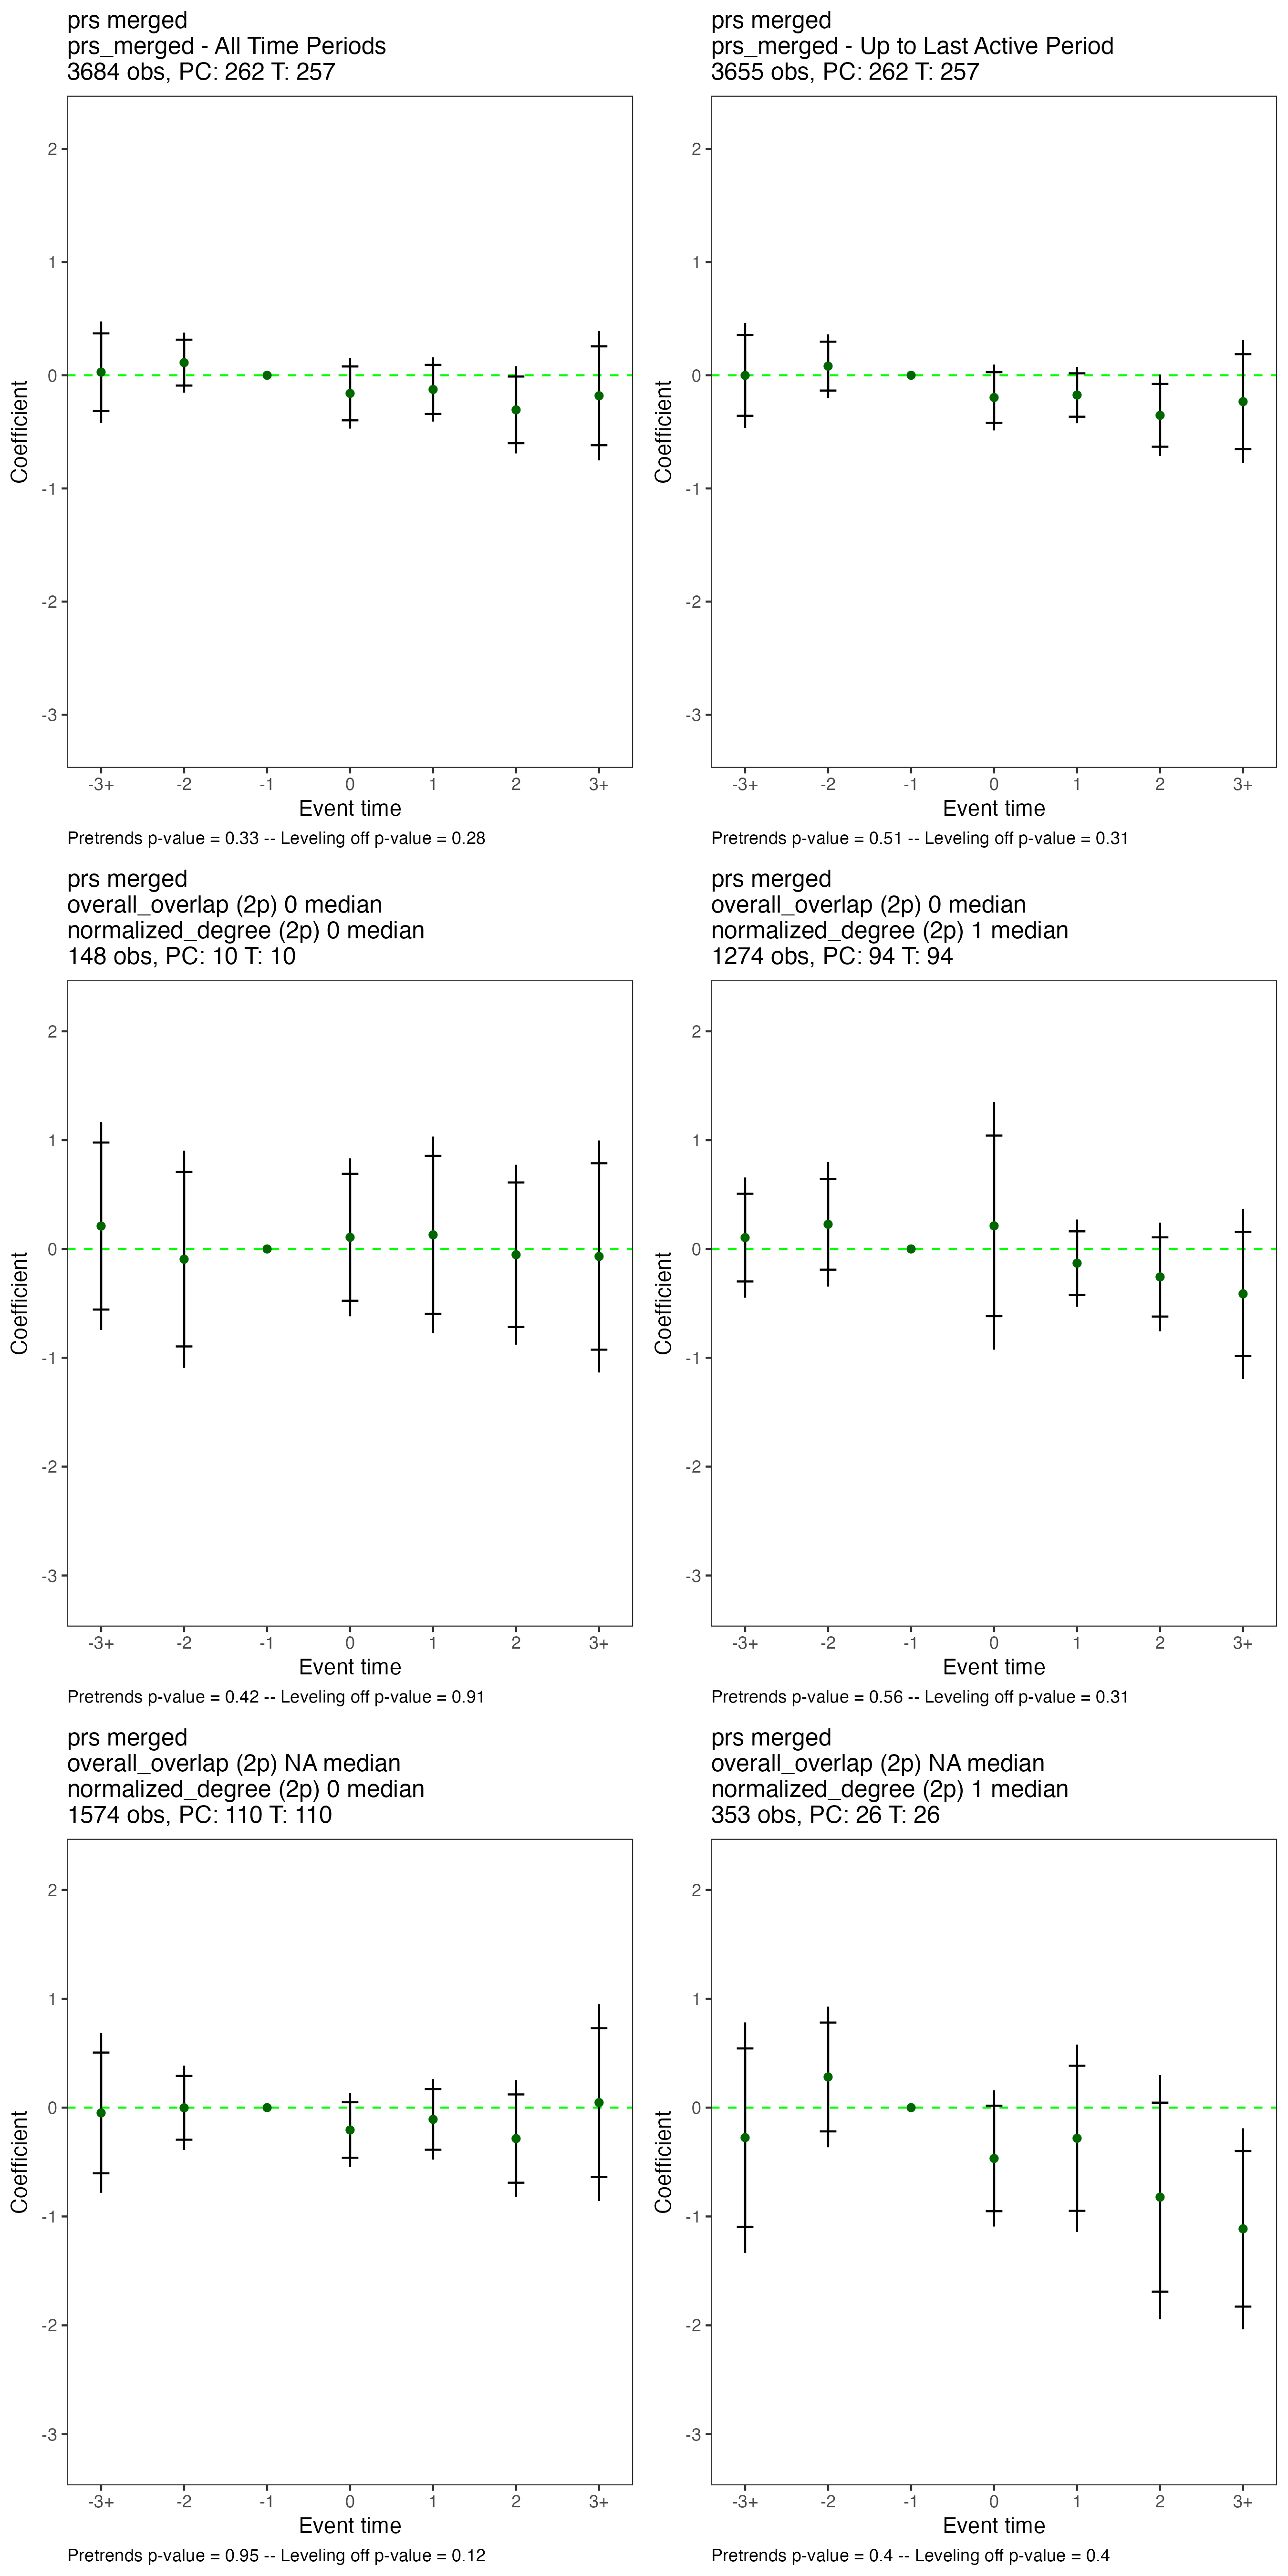 prs merged
prs_merged - All Time Periods
3684 obs, PC: 262 T: 257
2
1
0
-1
-2
-3
Coefficient
-3+ -2 -1 0 1 2 3+
Event time
Pretrends p-value = 0.33 -- Leveling off p-value = 0.28
prs merged
prs_merged - Up to Last Active Period
3655 obs, PC: 262 T: 257
2
1
0
-1
-2
-3
Coefficient
-3+ -2 -1 0 1 2 3+
Event time
Pretrends p-value = 0.51 -- Leveling off p-value = 0.31
prs merged
overall_overlap (2p) 0 median
normalized_degree (2p) 0 median
148 obs, PC: 10 T: 10
2
1
0
-1
-2
-3
Coefficient
-3+ -2 -1 0 1 2 3+
Event time
Pretrends p-value = 0.42 -- Leveling off p-value = 0.91
prs merged
overall_overlap (2p) 0 median
normalized_degree (2p) 1 median
1274 obs, PC: 94 T: 94
2
1
0
-1
-2
-3
Coefficient
-3+ -2 -1 0 1 2 3+
Event time
Pretrends p-value = 0.56 -- Leveling off p-value = 0.31
prs merged
overall_overlap (2p) NA median
normalized_degree (2p) 0 median
1574 obs, PC: 110 T: 110
2
1
0
-1
-2
-3
Coefficient
-3+ -2 -1 0 1 2 3+
Event time
Pretrends p-value = 0.95 -- Leveling off p-value = 0.12
prs merged
overall_overlap (2p) NA median
normalized_degree (2p) 1 median
353 obs, PC: 26 T: 26
2
1
0
-1
-2
-3
Coefficient
-3+ -2 -1 0 1 2 3+
Event time
Pretrends p-value = 0.4 -- Leveling off p-value = 0.4